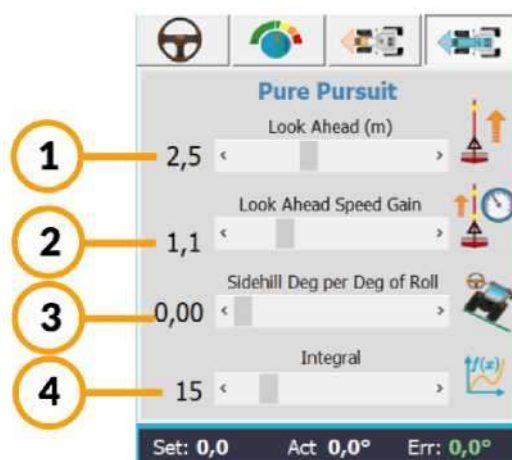 Pure Pursuit
Look Ahead (m)
1 2,5 < >
Look Ahead Speed Gain
2 1,1 < >
Sidehill Deg per Deg of Roll
3 0,00 < >
Integral
4 15 < >
f(x)
Set: 0,0 Act 0,0° Err: 0,0°